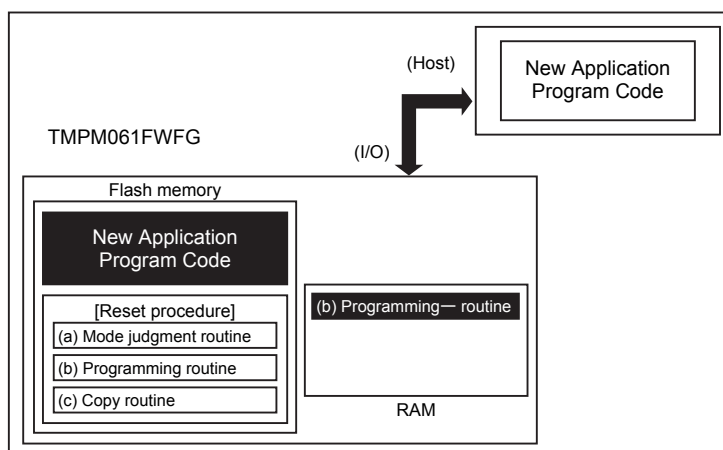 (Host)
New Application
Program Code
TMPM061FWFG
(I/O)
Flash memory
New Application
Program Code
[Reset procedure]
(a) Mode judgment routine
(b) Programming routine
(c) Copy routine
(b) Programming— routine
RAM